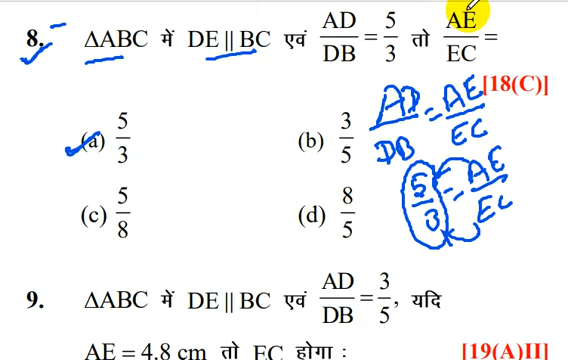 8. ΔABC में DE || BC एवं AD/DB = 5/3 तो AE/EC =
[18(C)]
(a) 5/3 (b) 3/5
AD/DB = AE/EC
(c) 5/8 (d) 8/5
5/3 = AE/EC
9. ΔABC में DE || BC एवं AD/DB = 3/5, यदि
AE = 4.8 cm तो EC होगा : [19(A)II]